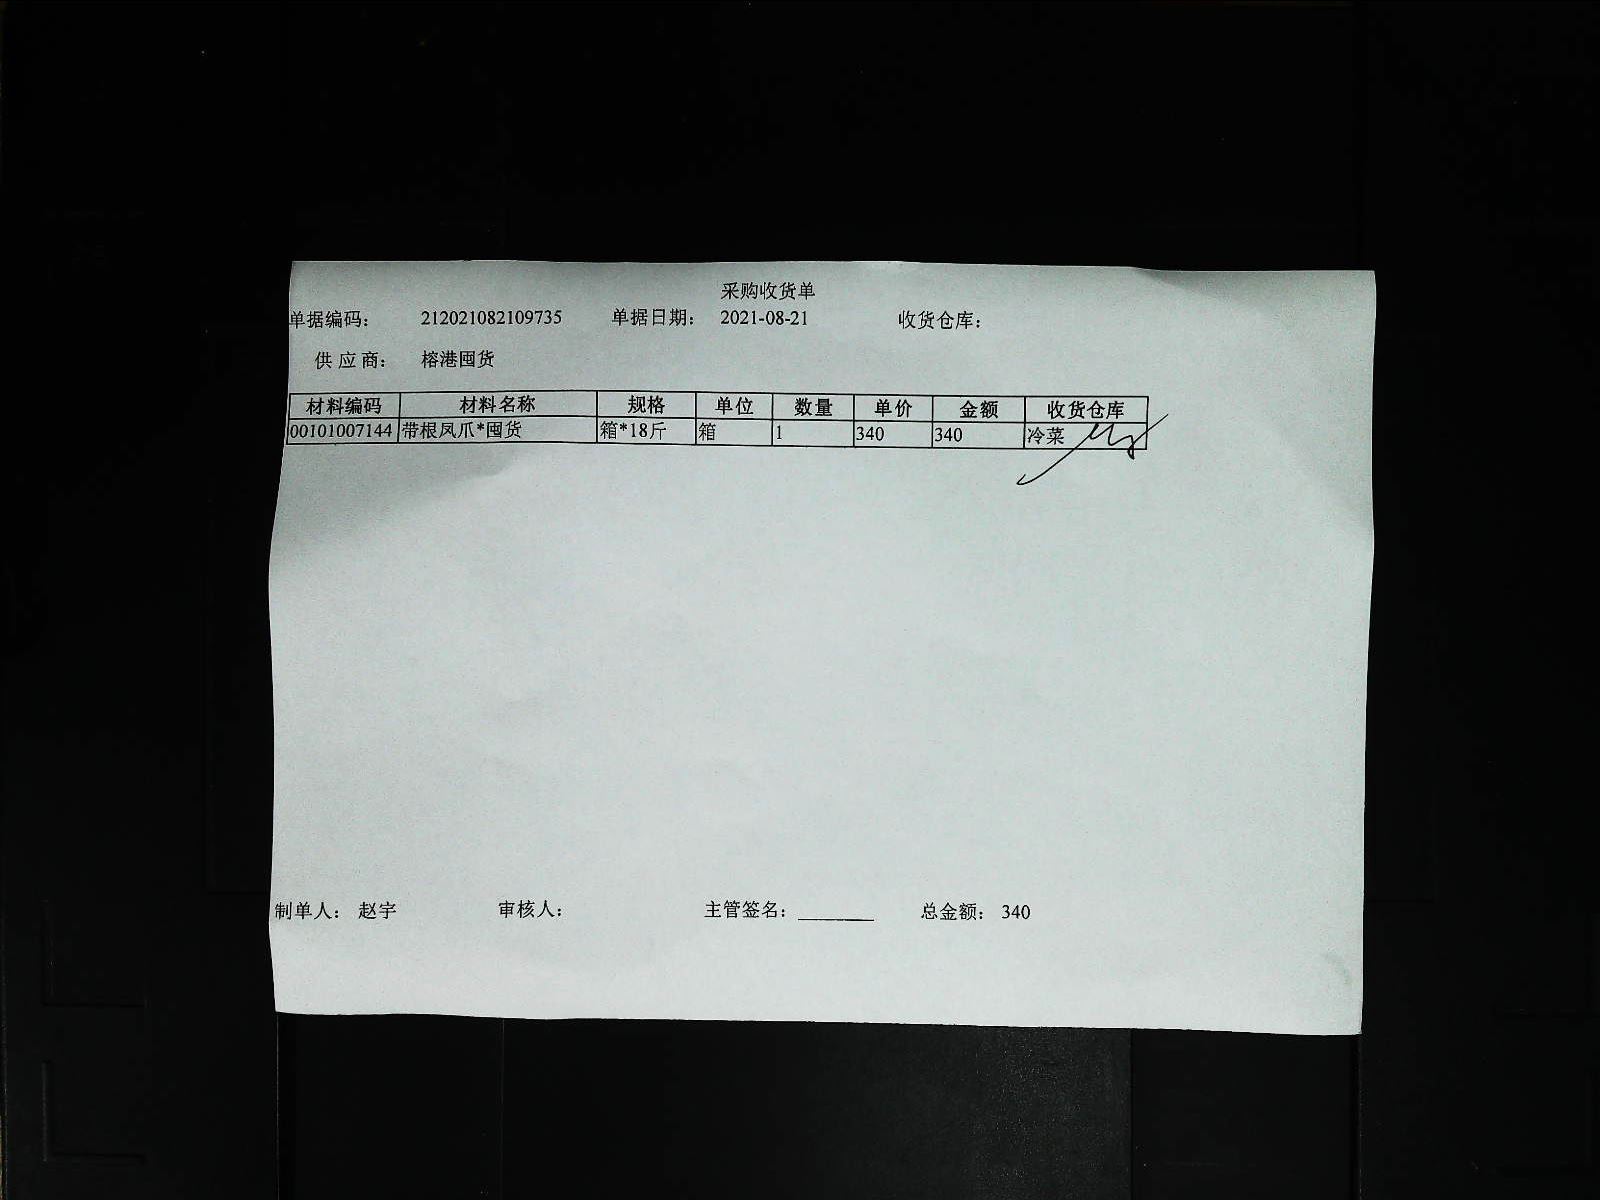 采购收货单
单据编码： 212021082109735 单据日期： 2021-08-21 收货仓库：
供应商： 榕港囤货
材料编码 材料名称 规格 单位 数量 单价 金额 收货仓库
00101007144 带根凤爪*囤货 箱*18斤 箱 1 340 340 冷菜
制单人： 赵宇 审核人： 主管签名： 总金额： 340